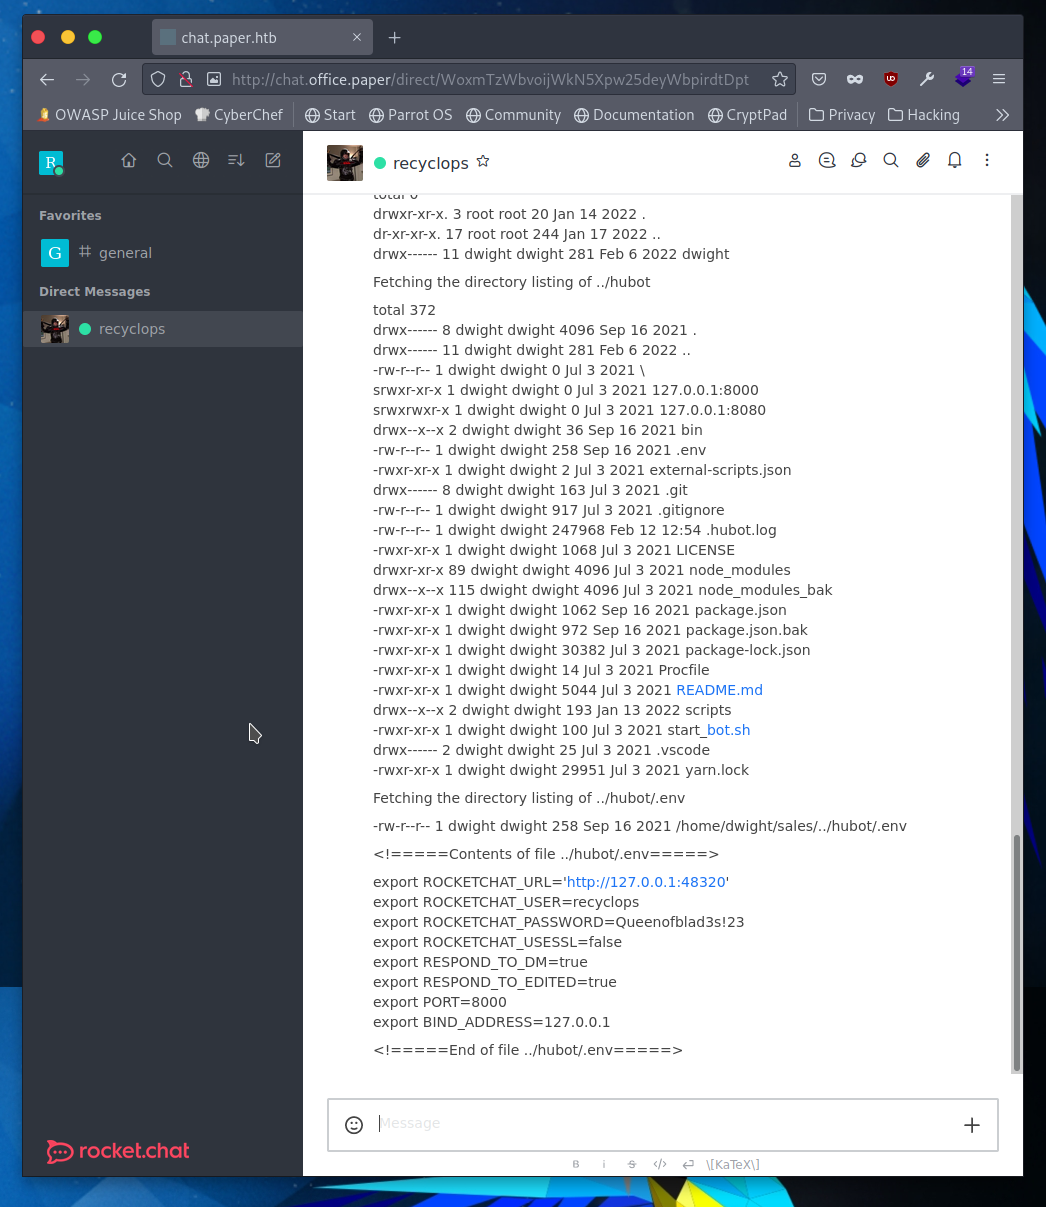 chat.paper.htb
http://chat.office.paper/direct/WoxmTzWbvoijWkN5Xpw25deyWbpirdtDpt
14
OWASP Juice Shop CyberChef Start Parrot OS Community Documentation CryptPad Privacy Hacking
R
recyclops
Favorites
G # general
Direct Messages
recyclops
total 0
drwxr-xr-x. 3 root root 20 Jan 14 2022 .
dr-xr-xr-x. 17 root root 244 Jan 17 2022 ..
drwx------ 11 dwight dwight 281 Feb 6 2022 dwight
Fetching the directory listing of ../hubot
total 372
drwx------ 8 dwight dwight 4096 Sep 16 2021 .
drwx------ 11 dwight dwight 281 Feb 6 2022 ..
-rw-r--r-- 1 dwight dwight 0 Jul 3 2021 \
srwxr-xr-x 1 dwight dwight 0 Jul 3 2021 127.0.0.1:8000
srwxrwxr-x 1 dwight dwight 0 Jul 3 2021 127.0.0.1:8080
drwx--x--x 2 dwight dwight 36 Sep 16 2021 bin
-rw-r--r-- 1 dwight dwight 258 Sep 16 2021 .env
-rwxr-xr-x 1 dwight dwight 2 Jul 3 2021 external-scripts.json
drwx------ 8 dwight dwight 163 Jul 3 2021 .git
-rw-r--r-- 1 dwight dwight 917 Jul 3 2021 .gitignore
-rw-r--r-- 1 dwight dwight 247968 Feb 12 12:54 .hubot.log
-rwxr-xr-x 1 dwight dwight 1068 Jul 3 2021 LICENSE
drwxr-xr-x 89 dwight dwight 4096 Jul 3 2021 node_modules
drwx--x--x 115 dwight dwight 4096 Jul 3 2021 node_modules_bak
-rwxr-xr-x 1 dwight dwight 1062 Sep 16 2021 package.json
-rwxr-xr-x 1 dwight dwight 972 Sep 16 2021 package.json.bak
-rwxr-xr-x 1 dwight dwight 30382 Jul 3 2021 package-lock.json
-rwxr-xr-x 1 dwight dwight 14 Jul 3 2021 Procfile
-rwxr-xr-x 1 dwight dwight 5044 Jul 3 2021 README.md
drwx--x--x 2 dwight dwight 193 Jan 13 2022 scripts
-rwxr-xr-x 1 dwight dwight 100 Jul 3 2021 start_bot.sh
drwx------ 2 dwight dwight 25 Jul 3 2021 .vscode
-rwxr-xr-x 1 dwight dwight 29951 Jul 3 2021 yarn.lock
Fetching the directory listing of ../hubot/.env
-rw-r--r-- 1 dwight dwight 258 Sep 16 2021 /home/dwight/sales/../hubot/.env
<!=====Contents of file ../hubot/.env=====>
export ROCKETCHAT_URL='http://127.0.0.1:48320'
export ROCKETCHAT_USER=recyclops
export ROCKETCHAT_PASSWORD=Queenofblad3s!23
export ROCKETCHAT_USESSL=false
export RESPOND_TO_DM=true
export RESPOND_TO_EDITED=true
export PORT=8000
export BIND_ADDRESS=127.0.0.1
<!=====End of file ../hubot/.env=====>
Message
rocket.chat
B i S </> \[KaTeX\]